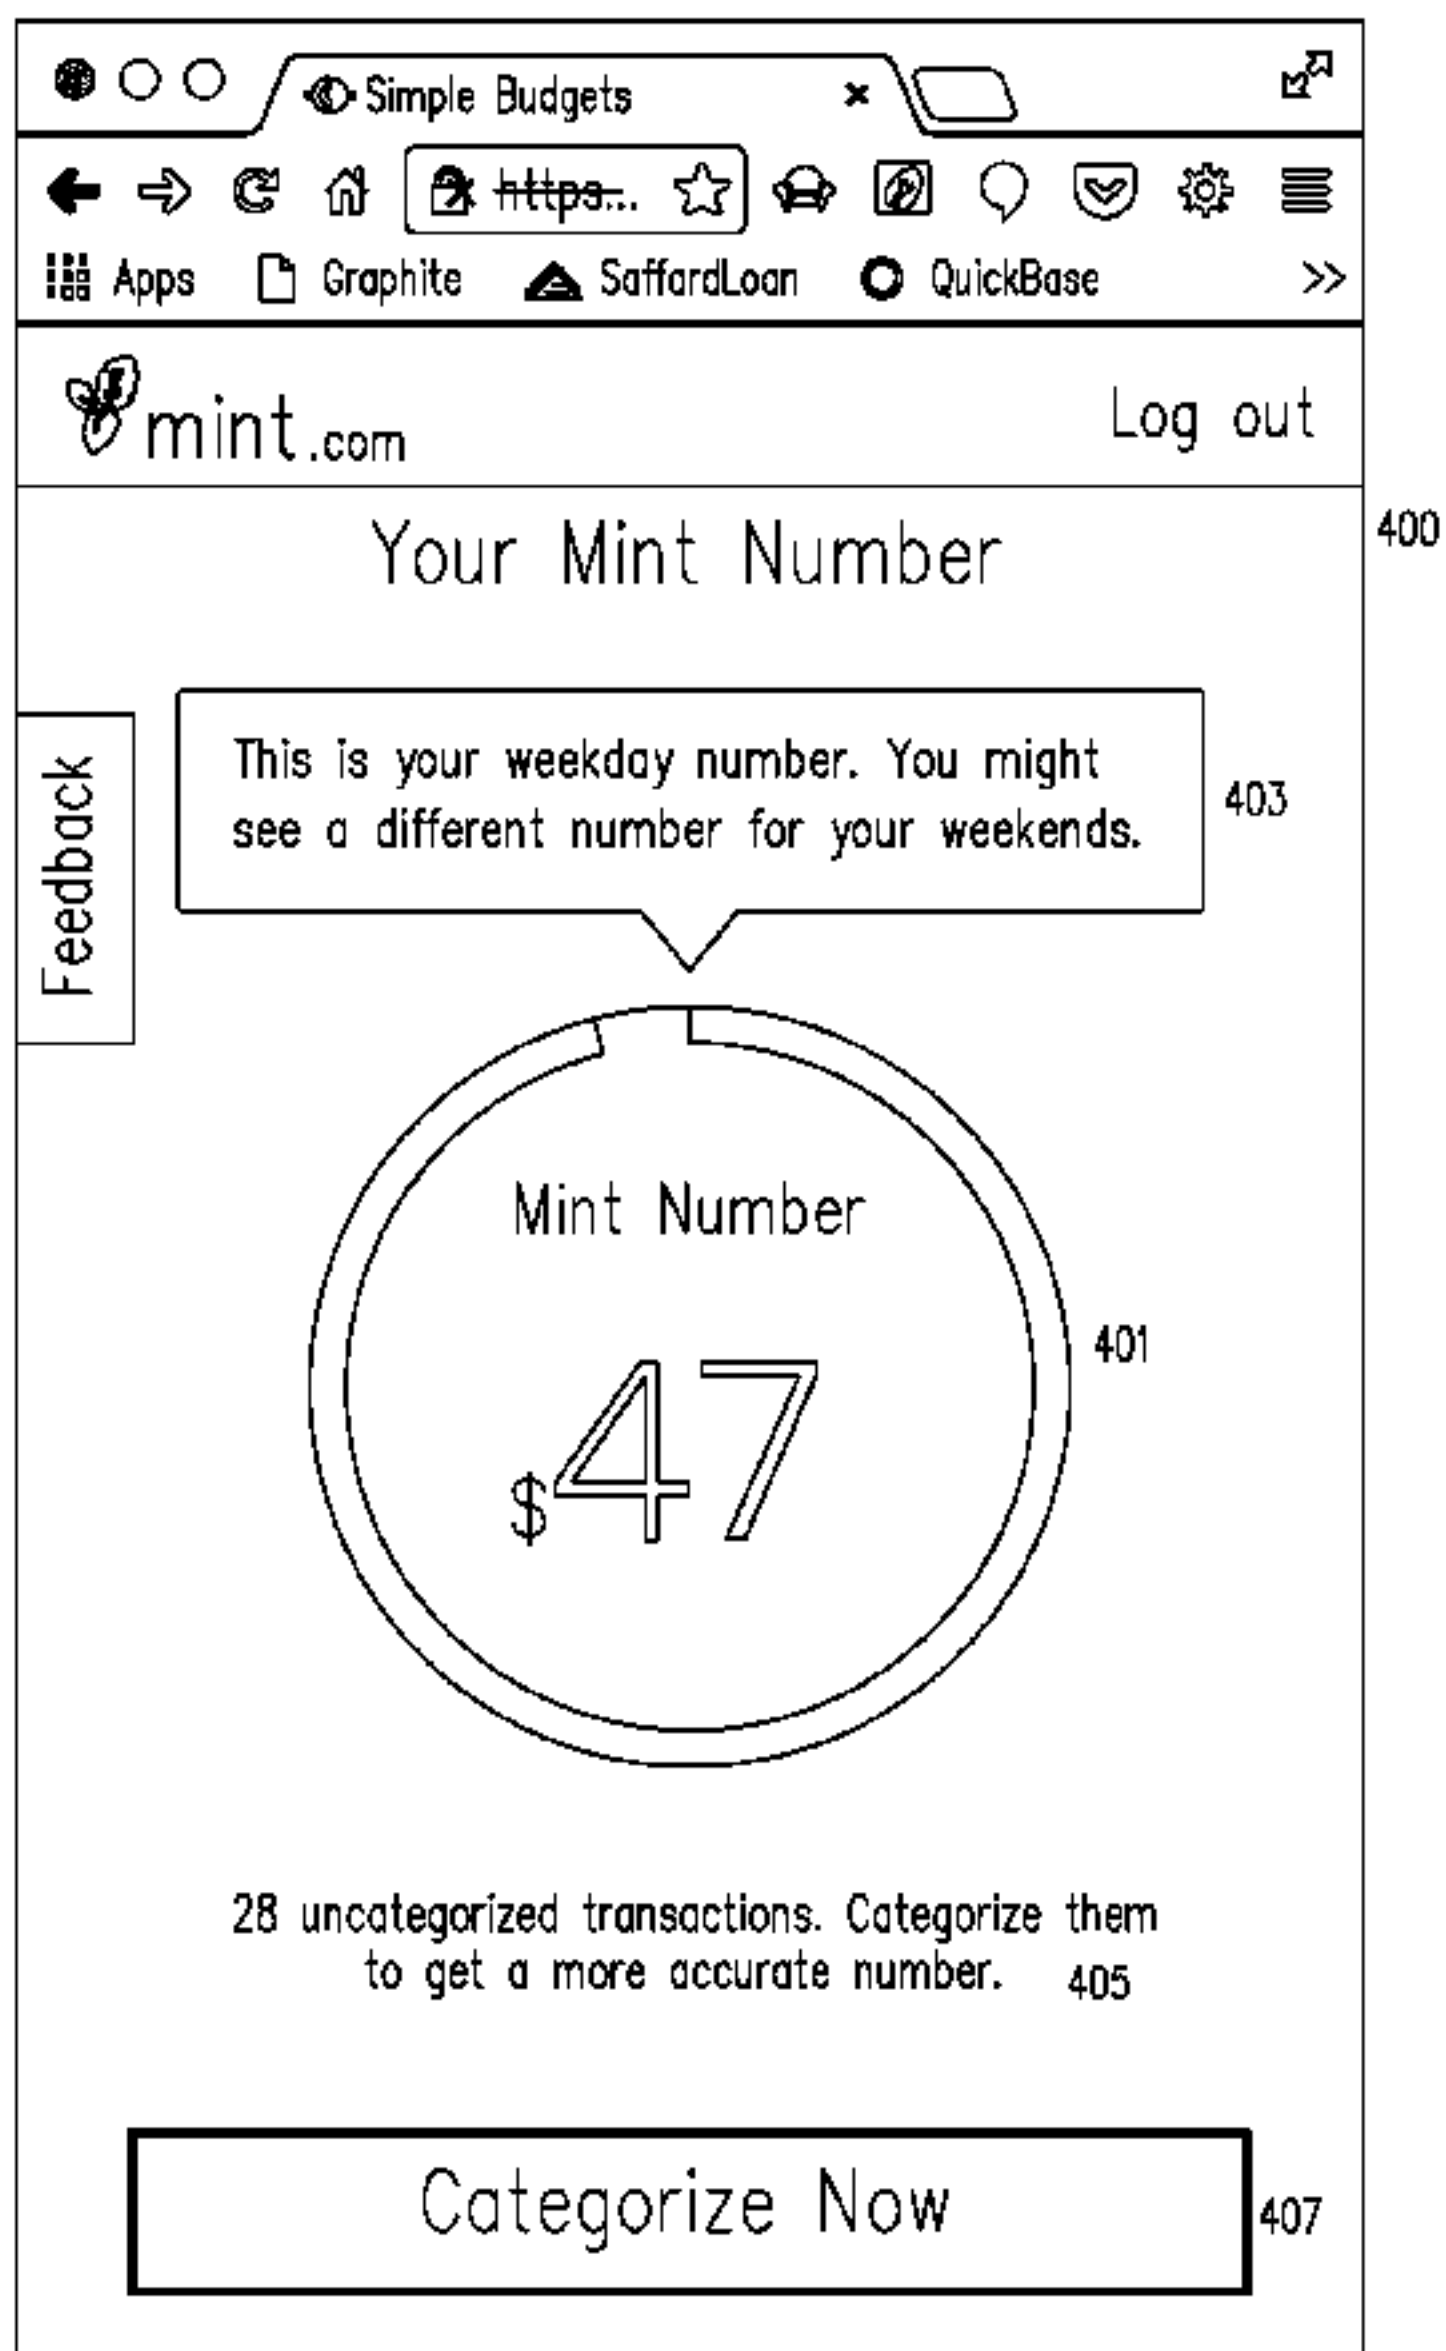 Simple Budgets
https...
Apps Graphite SaffardLoan QuickBase >>
mint.com Log out
400
Your Mint Number
Feedback
This is your weekday number. You might
see a different number for your weekends.
403
Mint Number
401
$47
28 uncategorized transactions. Categorize them
to get a more accurate number. 405
Categorize Now
407